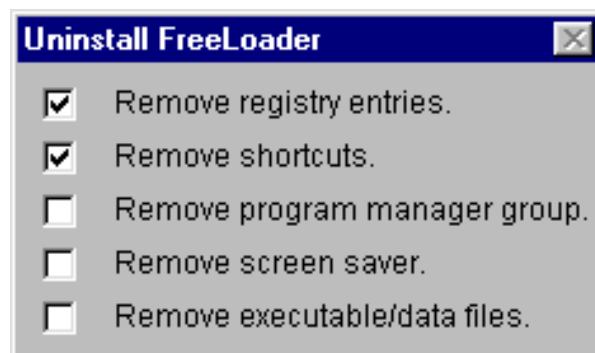 Uninstall FreeLoader
Remove registry entries.
Remove shortcuts.
Remove program manager group.
Remove screen saver.
Remove executable/data files.